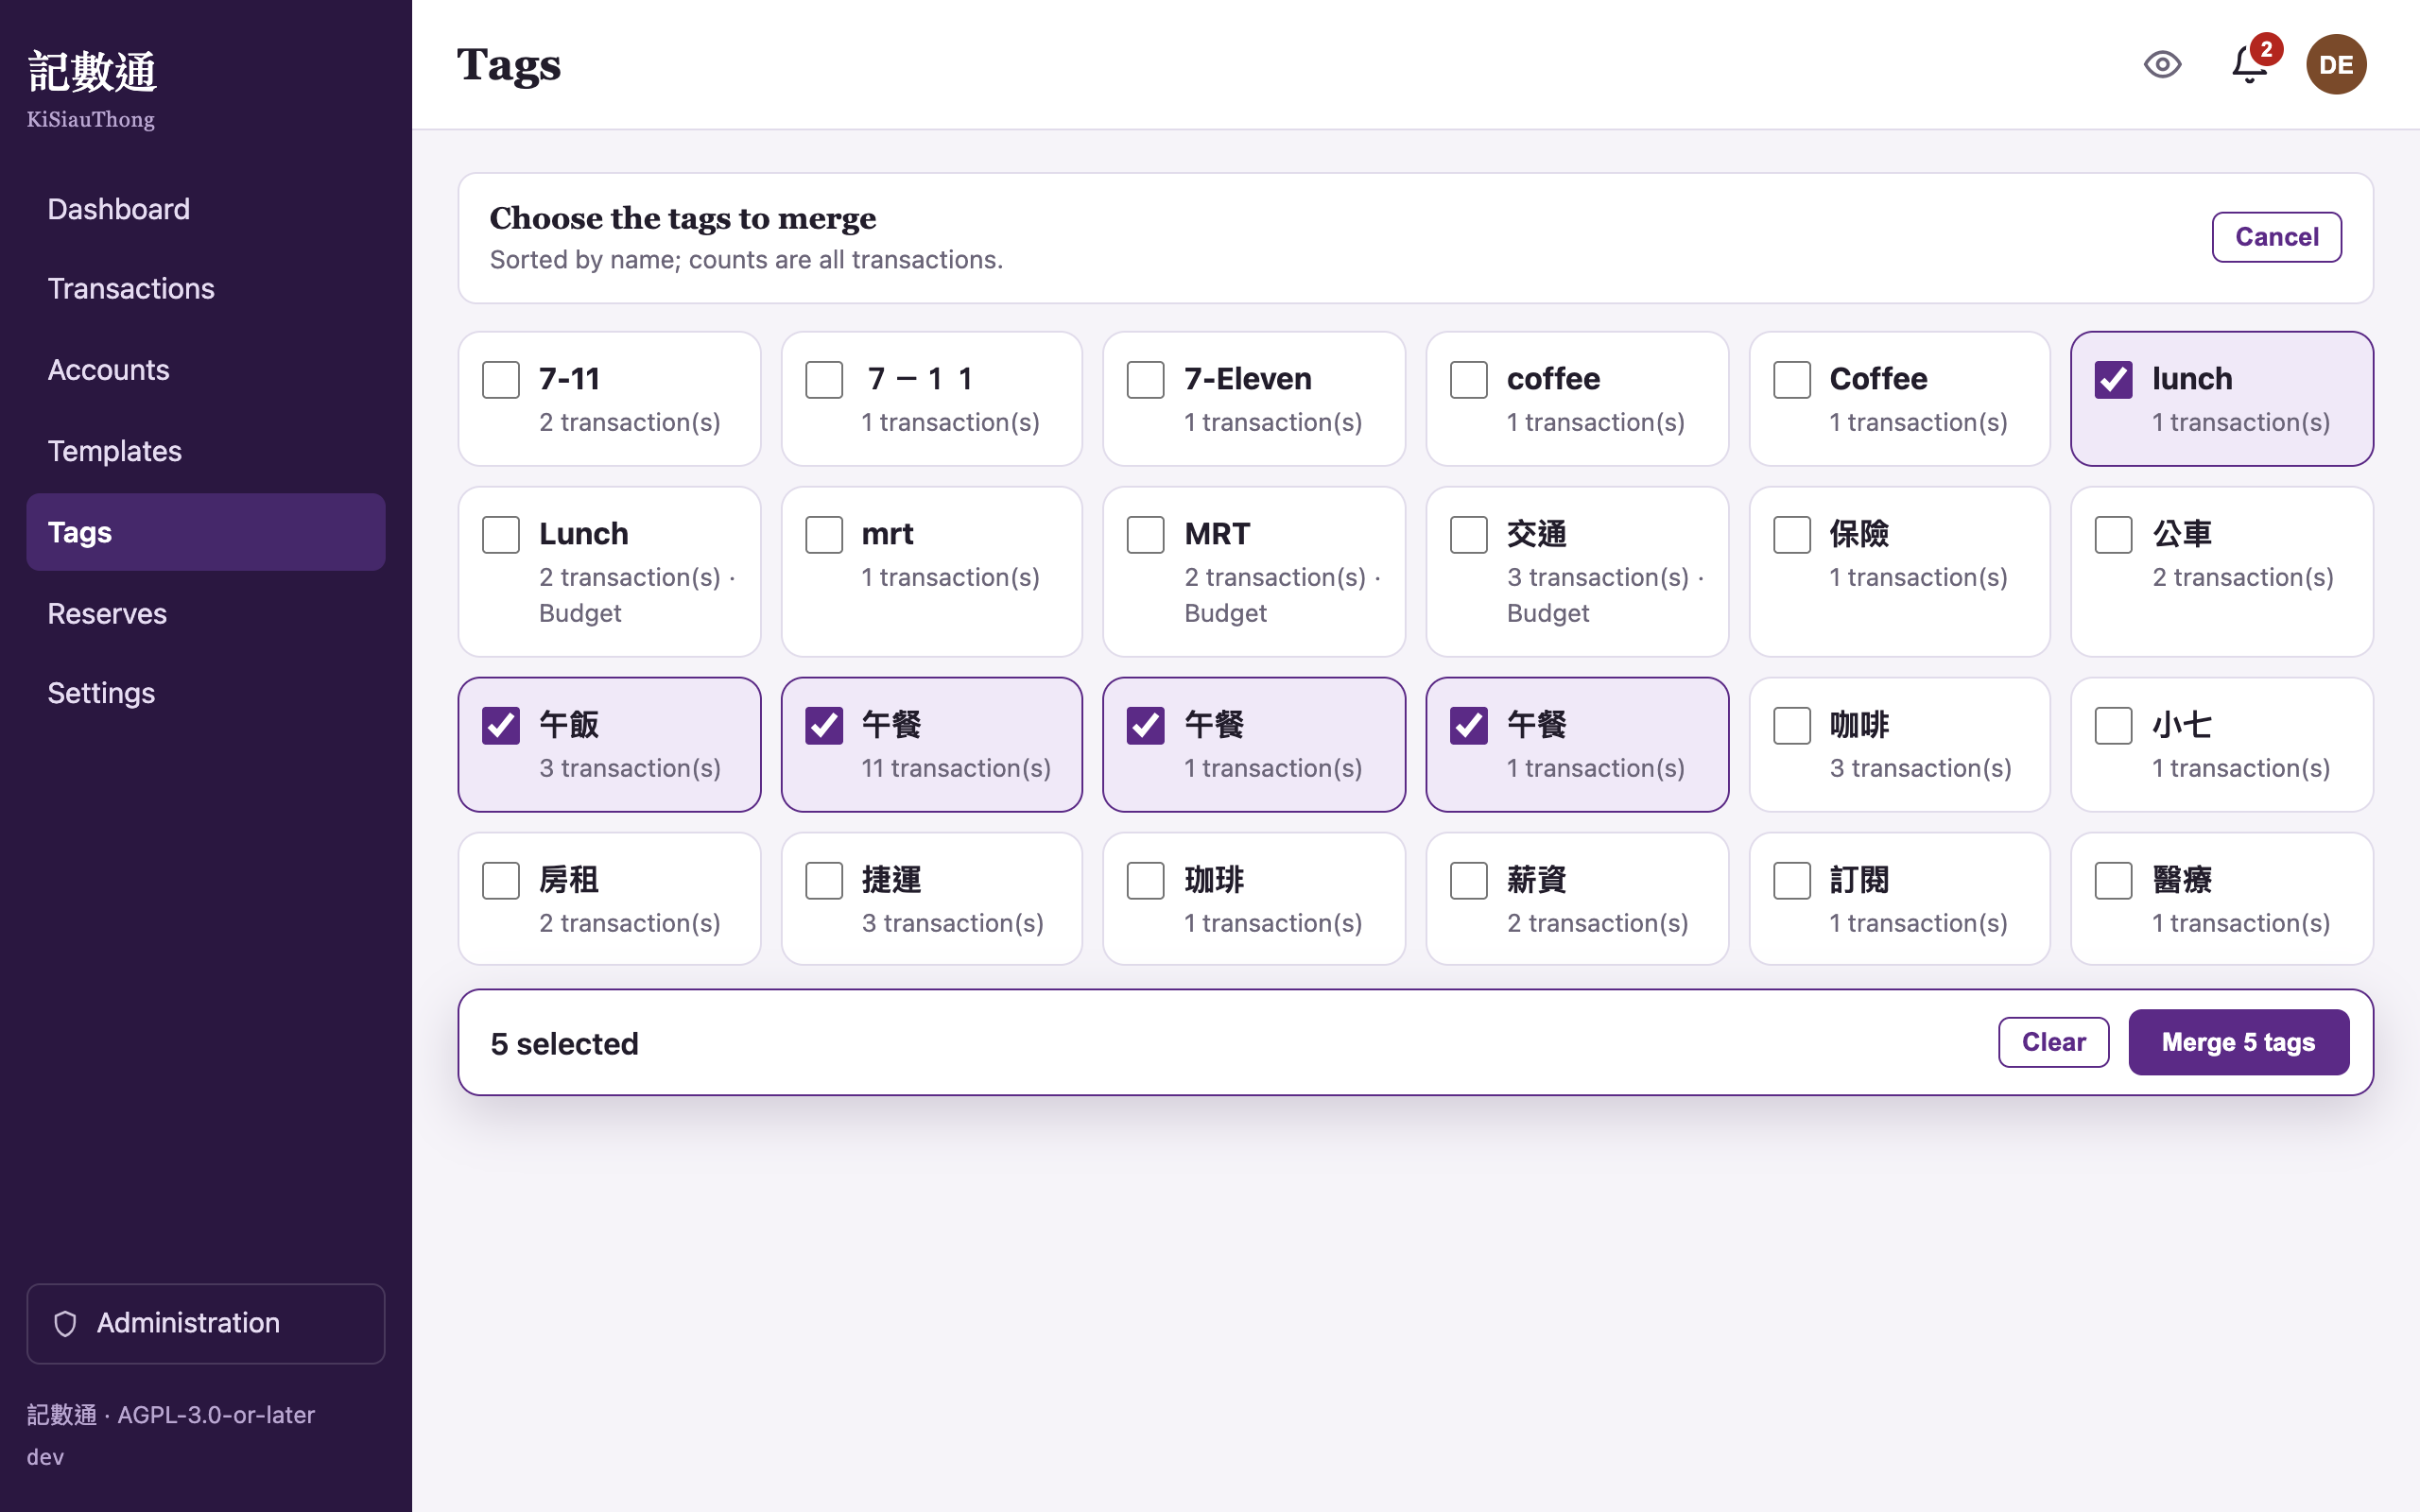 記數通
KiSiauThong
Dashboard
Transactions
Accounts
Templates
Tags
Reserves
Settings
Administration
記數通 · AGPL-3.0-or-later
dev
Tags
2
DE
Choose the tags to merge
Sorted by name; counts are all transactions.
Cancel
7-11
2 transaction(s)
７－１１
1 transaction(s)
7-Eleven
1 transaction(s)
coffee
1 transaction(s)
Coffee
1 transaction(s)
lunch
1 transaction(s)
Lunch
2 transaction(s) ·
Budget
mrt
1 transaction(s)
MRT
2 transaction(s) ·
Budget
交通
3 transaction(s) ·
Budget
保險
1 transaction(s)
公車
2 transaction(s)
午飯
3 transaction(s)
午餐
11 transaction(s)
午餐
1 transaction(s)
午餐
1 transaction(s)
咖啡
3 transaction(s)
小七
1 transaction(s)
房租
2 transaction(s)
捷運
3 transaction(s)
珈琲
1 transaction(s)
薪資
2 transaction(s)
訂閱
1 transaction(s)
醫療
1 transaction(s)
5 selected
Clear
Merge 5 tags